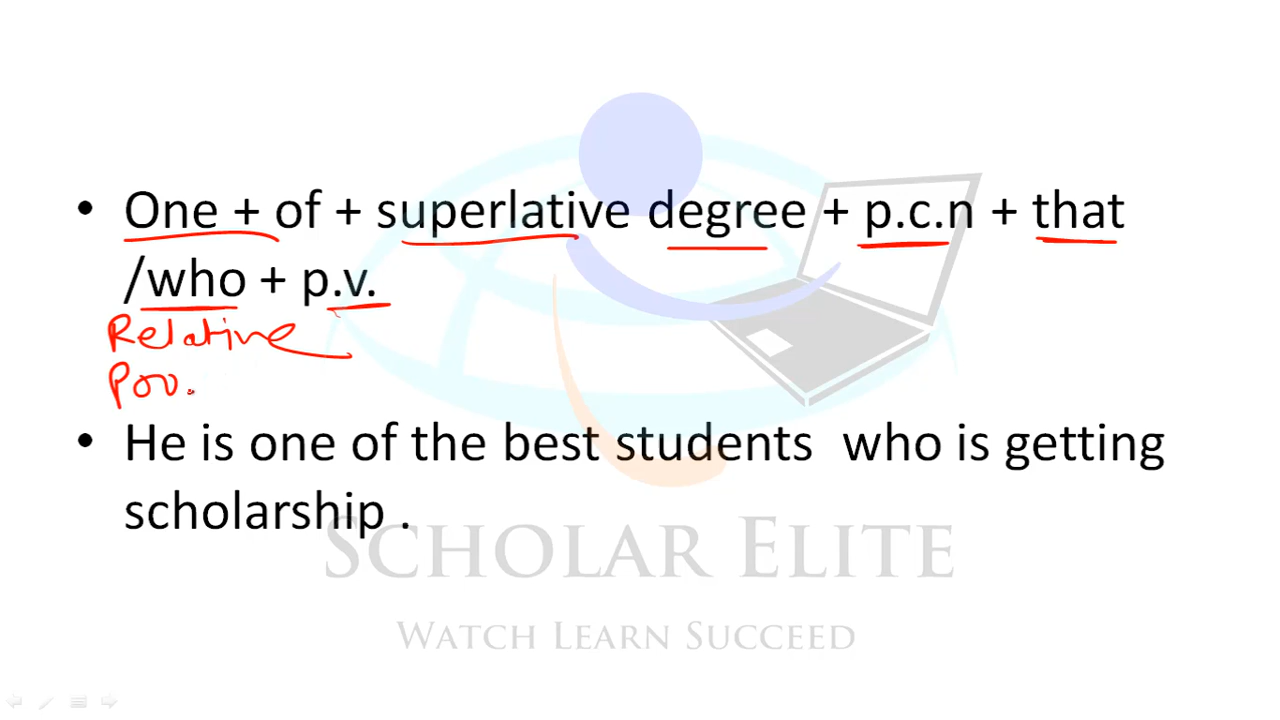 • One + of + superlative degree + p.c.n + that
/who + p.v.
Relative
Pro.
• He is one of the best students who is getting
scholarship .
SCHOLAR ELITE
WATCH LEARN SUCCEED